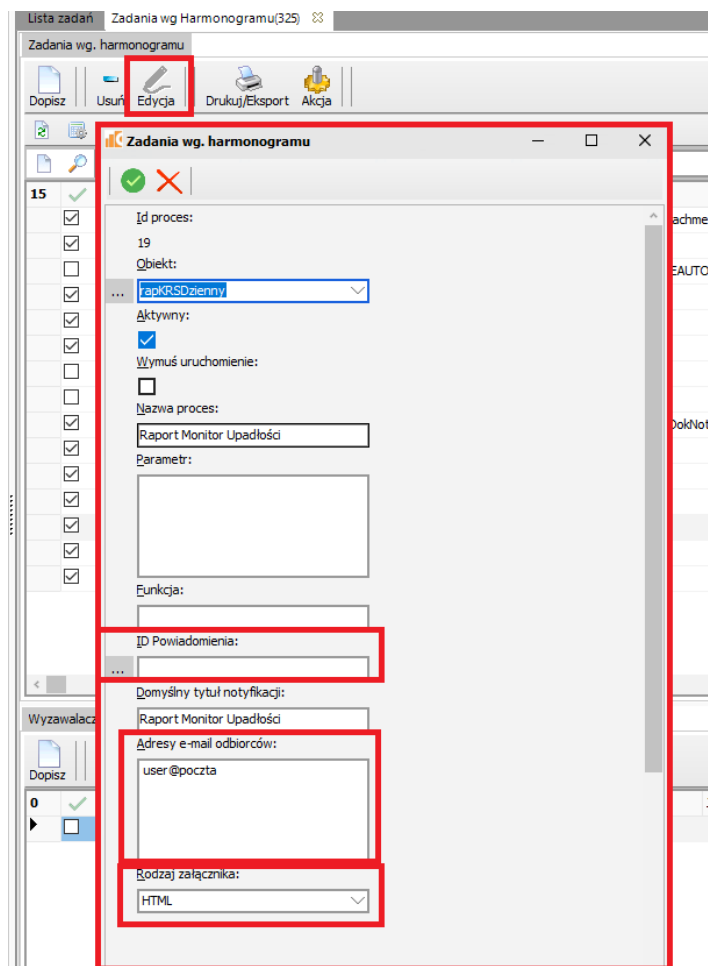 Lista zadań Zadania wg Harmonogramu(325)
Zadania wg. harmonogramu
Dopisz Usuń Edycja Drukuj/Eksport Akcja
Zadania wg. harmonogramu
15
Id proces:
19
Obiekt:
... rapKRSDzienny
Aktywny:
Wymuś uruchomienie:
Nazwa proces:
Raport Monitor Upadłości
Parametr:
Funkcja:
ID Powiadomienia:
...
Domyślny tytuł notyfikacji:
Wyzawalacz Raport Monitor Upadłości
Adresy e-mail odbiorców:
Dopisz user@poczta
0
Rodzaj załącznika:
HTML